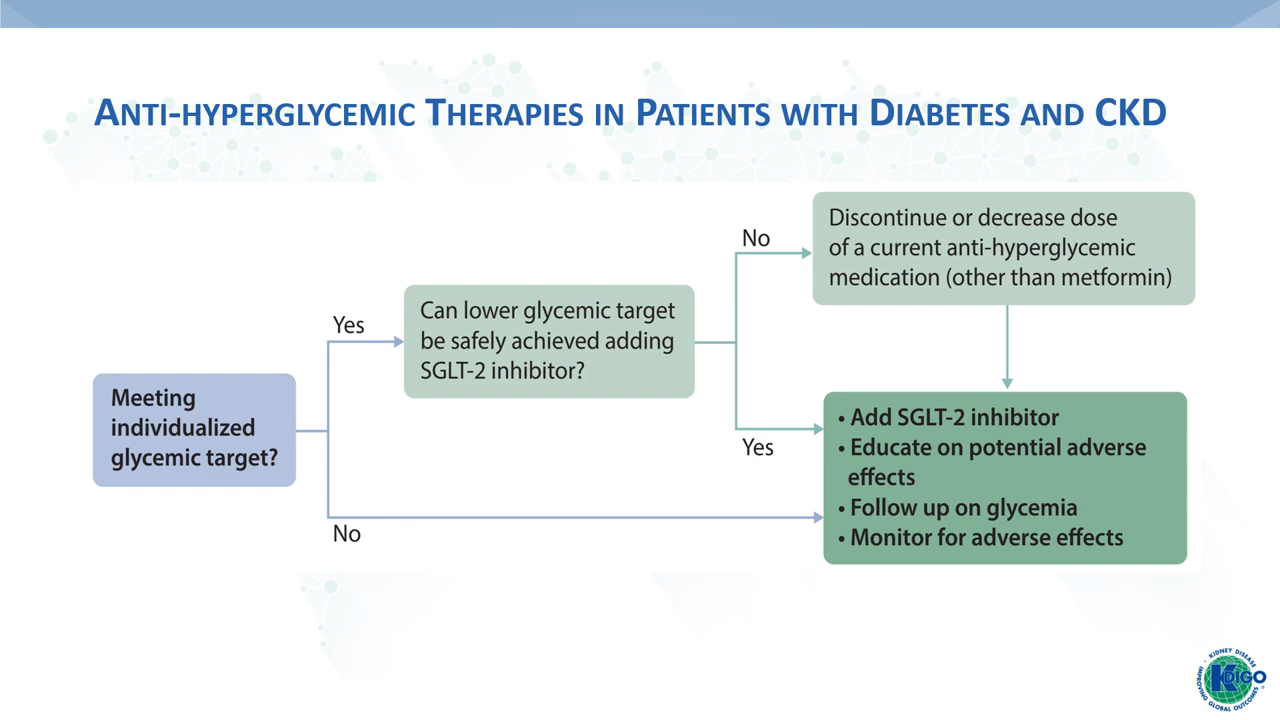 ANTI-HYPERGLYCEMIC THERAPIES IN PATIENTS WITH DIABETES AND CKD
Meeting
individualized
glycemic target?
Yes
No
Can lower glycemic target
be safely achieved adding
SGLT-2 inhibitor?
No
Yes
Discontinue or decrease dose
of a current anti-hyperglycemic
medication (other than metformin)
• Add SGLT-2 inhibitor
• Educate on potential adverse
effects
• Follow up on glycemia
• Monitor for adverse effects
KIDNEY DISEASE
KDIGO
IMPROVING GLOBAL OUTCOMES
®